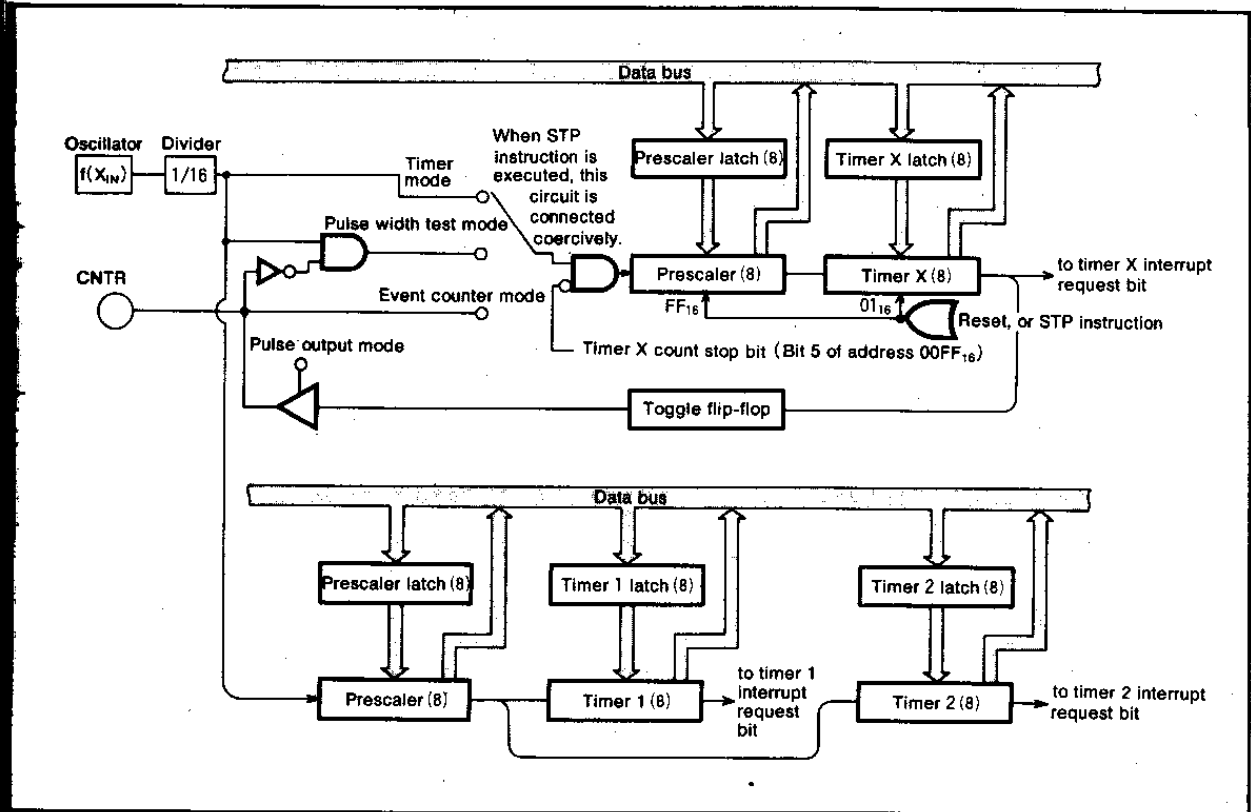 Data bus
Oscillator
Divider
f(X_IN)
1/16
Timer
mode
When STP
instruction is
executed, this
circuit is
connected
coercively.
Prescaler latch (8)
Timer X latch (8)
Pulse width test mode
CNTR
Prescaler (8)
Timer X (8)
to timer X interrupt
request bit
Event counter mode
FF₁₆
01₁₆
Reset, or STP instruction
Pulse output mode
Timer X count stop bit (Bit 5 of address 00FF₁₆)
Toggle flip-flop
Data bus
Prescaler latch (8)
Timer 1 latch (8)
Timer 2 latch (8)
Prescaler (8)
Timer 1 (8)
to timer 1
interrupt
request
bit
Timer 2 (8)
to timer 2 interrupt
request bit